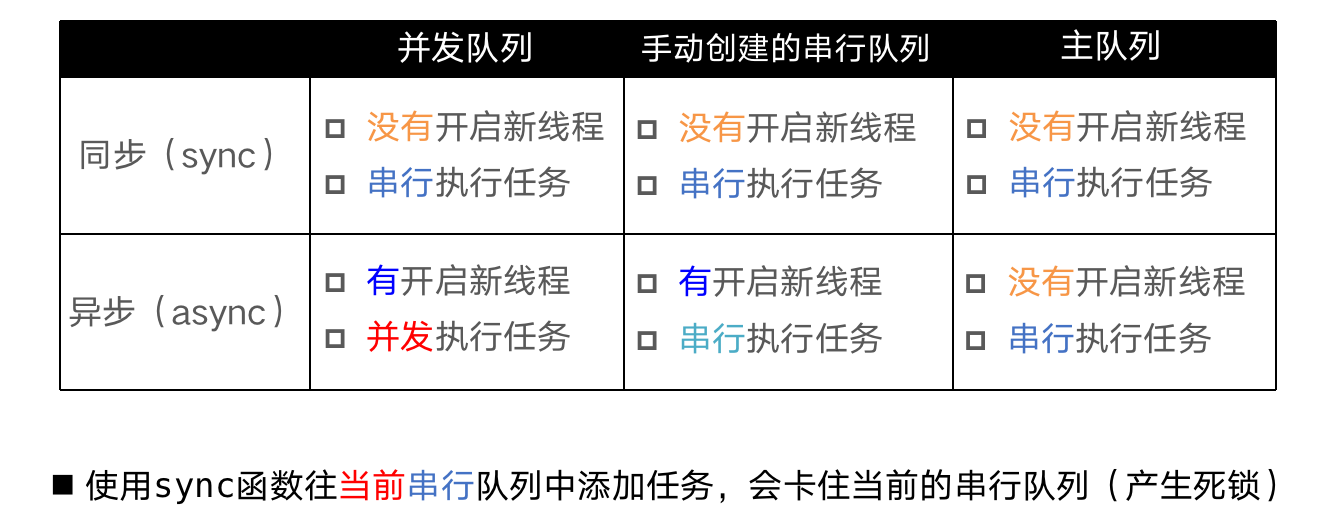 并发队列 手动创建的串行队列 主队列
同步（sync） 没有开启新线程 没有开启新线程 没有开启新线程
串行执行任务 串行执行任务 串行执行任务
异步（async） 有开启新线程 有开启新线程 没有开启新线程
并发执行任务 串行执行任务 串行执行任务
使用sync函数往当前串行队列中添加任务，会卡住当前的串行队列（产生死锁）